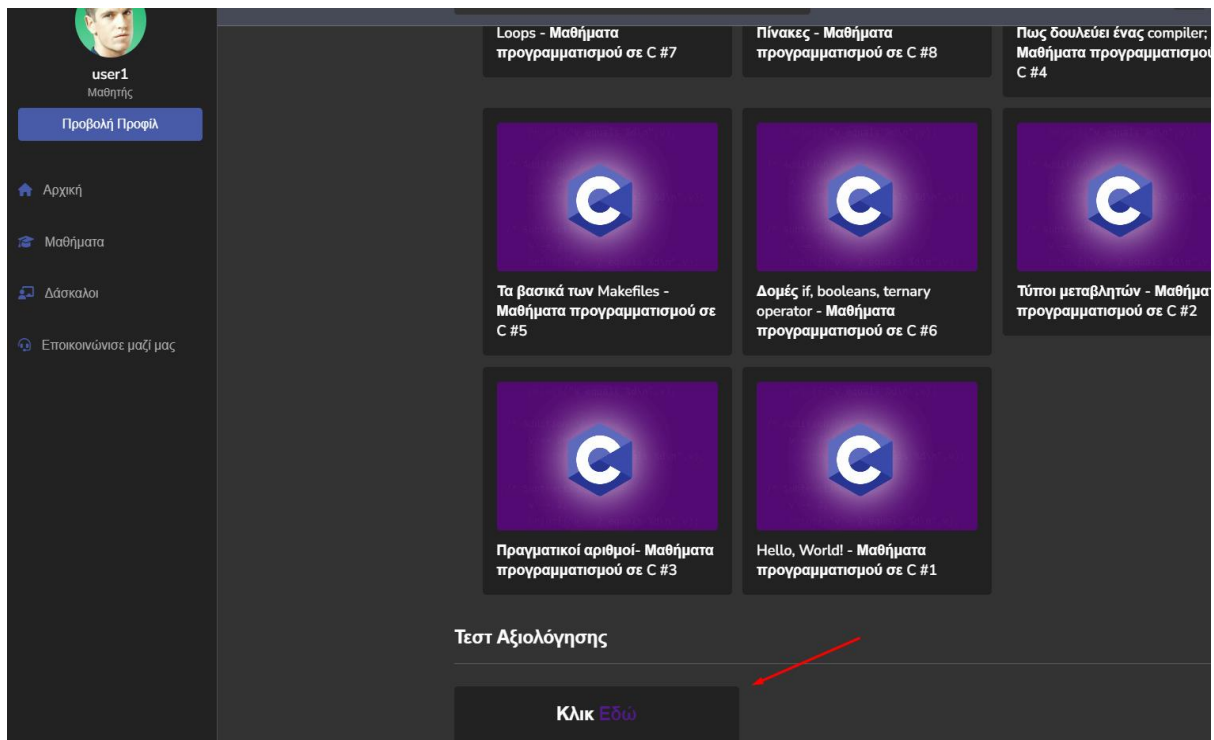 user1
Μαθητής
Προβολή Προφίλ
Αρχική
Μαθήματα
Δάσκαλοι
Εποικοινώνισε μαζί μας
Loops - Μαθήματα
προγραμματισμού σε C #7
Πίνακες - Μαθήματα
προγραμματισμού σε C #8
Πως δουλεύει ένας compiler;
Μαθήματα προγραμματισμού
C #4
Τα βασικά των Makefiles -
Μαθήματα προγραμματισμού σε
C #5
Δομές if, booleans, ternary
operator - Μαθήματα
προγραμματισμού σε C #6
Τύποι μεταβλητών -
προγραμματισμού σε C #2
Πραγματικοί αριθμοί- Μαθήματα
προγραμματισμού σε C #3
Hello, World! - Μαθήματα
προγραμματισμού σε C #1
Τεστ Αξιολόγησης
Κλικ Εδώ